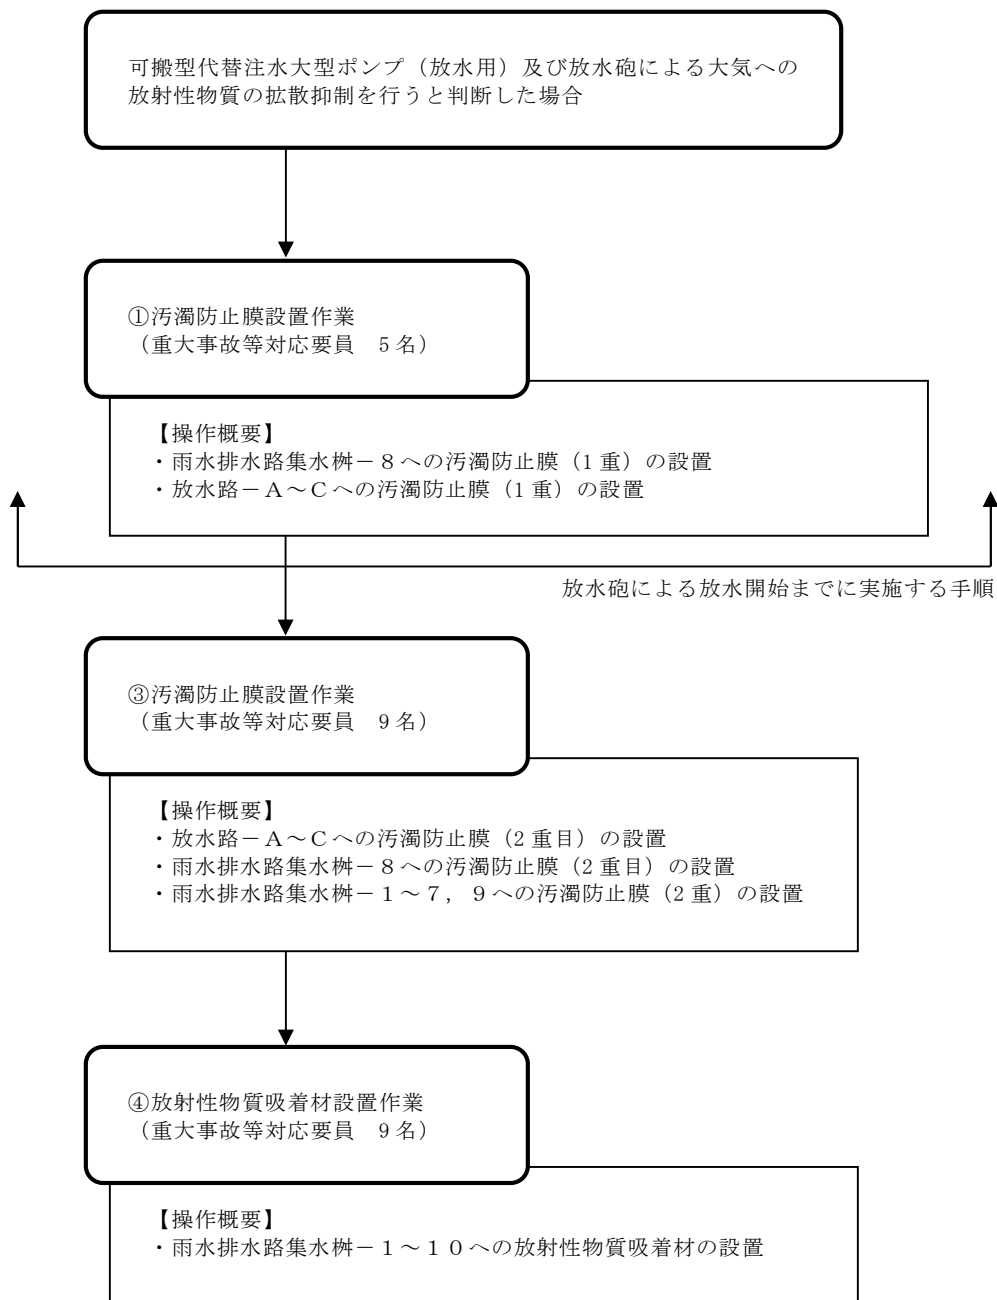 可搬型代替注水大型ポンプ（放水用）及び放水砲による大気への
放射性物質の拡散抑制を行うと判断した場合
①汚濁防止膜設置作業
（重大事故等対応要員　5名）
【操作概要】
・雨水排水路集水桝－８への汚濁防止膜（1重）の設置
・放水路－Ａ～Ｃへの汚濁防止膜（1重）の設置
放水砲による放水開始までに実施する手順
③汚濁防止膜設置作業
（重大事故等対応要員　9名）
【操作概要】
・放水路－Ａ～Ｃへの汚濁防止膜（2重目）の設置
・雨水排水路集水桝－８への汚濁防止膜（2重目）の設置
・雨水排水路集水桝－１～７，９への汚濁防止膜（2重）の設置
④放射性物質吸着材設置作業
（重大事故等対応要員　9名）
【操作概要】
・雨水排水路集水桝－１～１０への放射性物質吸着材の設置